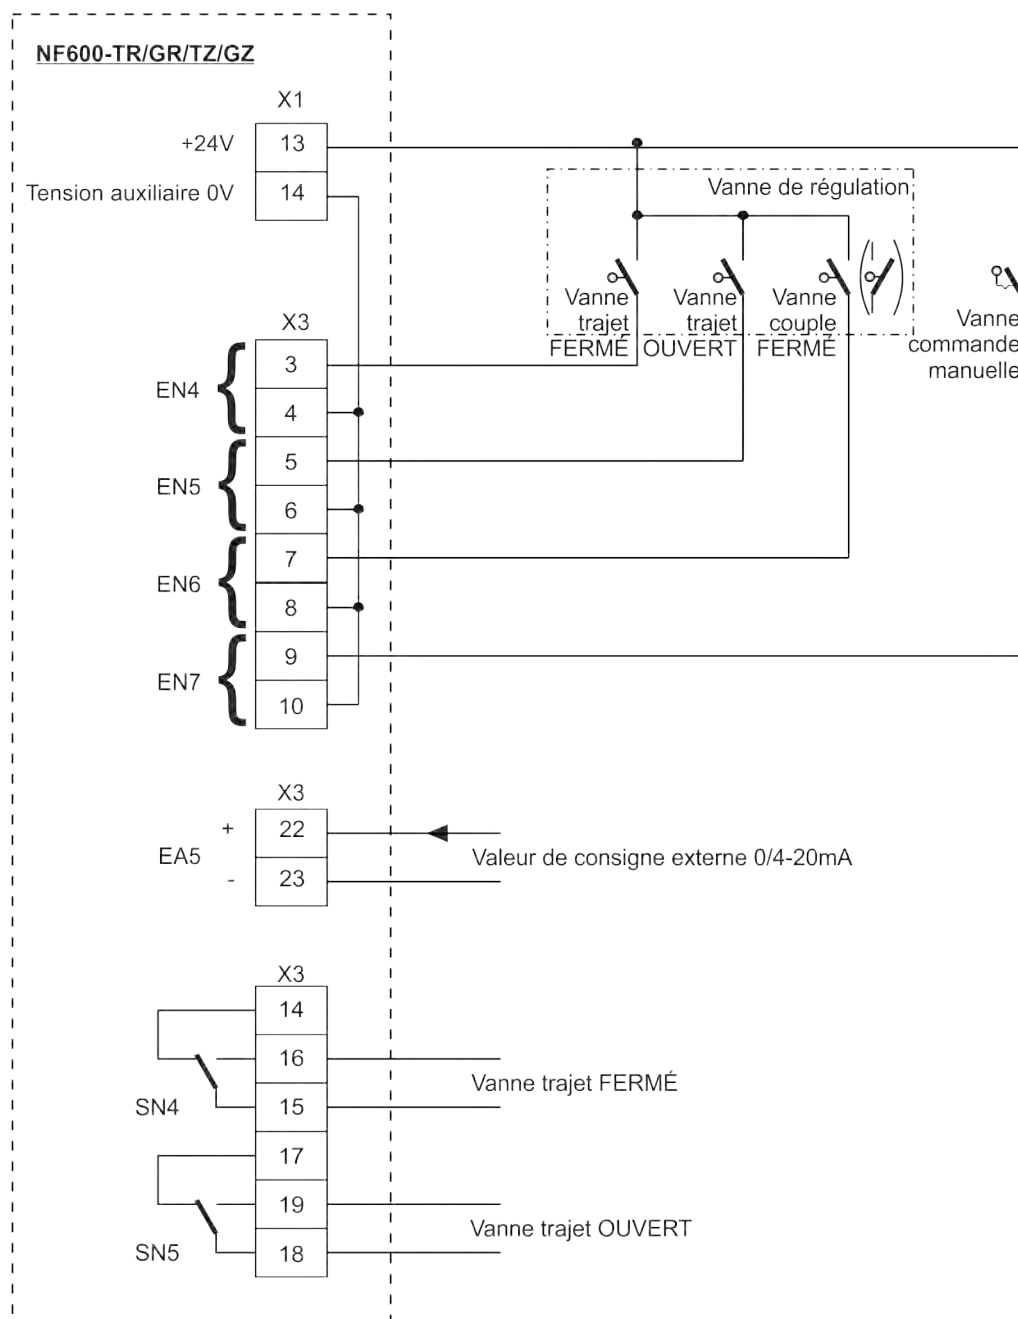 NF600-TR/GR/TZ/GZ
X1
+24V 13
Tension auxiliaire 0V 14
Vanne de régulation
Vanne
trajet
FERMÉ
Vanne
trajet
OUVERT
Vanne
couple
FERMÉ
Vanne
commande
manuelle
X3
EN4
3
4
EN5
5
6
EN6
7
8
EN7
9
10
X3
EA5
+ 22
- 23
Valeur de consigne externe 0/4-20mA
X3
14
16
15
SN4
Vanne trajet FERMÉ
17
19
18
SN5
Vanne trajet OUVERT